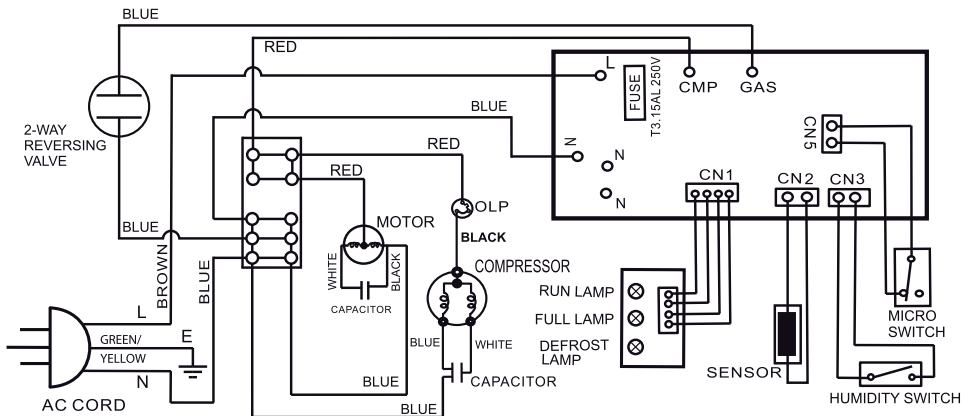 BLUE
RED
L
FUSE
T3.15AL 250V
CMP
GAS
BLUE
2-WAY
REVERSING
VALVE
CN5
N
N
N
RED
RED
CN1
CN2
CN3
OLP
MOTOR
BLACK
BLUE
BROWN
BLUE
WHITE
BLACK
CAPACITOR
COMPRESSOR
RUN LAMP
FULL LAMP
DEFROST
LAMP
MICRO
SWITCH
L
GREEN/
YELLOW
E
N
BLUE
WHITE
SENSOR
BLUE
CAPACITOR
HUMIDITY SWITCH
AC CORD
BLUE